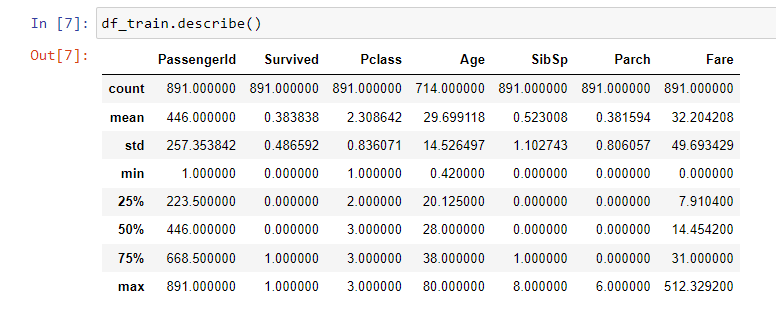 In [7]: df_train.describe()
Out[7]:
PassengerId Survived Pclass Age SibSp Parch Fare
count 891.000000 891.000000 891.000000 714.000000 891.000000 891.000000 891.000000
mean 446.000000 0.383838 2.308642 29.699118 0.523008 0.381594 32.204208
std 257.353842 0.486592 0.836071 14.526497 1.102743 0.806057 49.693429
min 1.000000 0.000000 1.000000 0.420000 0.000000 0.000000 0.000000
25% 223.500000 0.000000 2.000000 20.125000 0.000000 0.000000 7.910400
50% 446.000000 0.000000 3.000000 28.000000 0.000000 0.000000 14.454200
75% 668.500000 1.000000 3.000000 38.000000 1.000000 0.000000 31.000000
max 891.000000 1.000000 3.000000 80.000000 8.000000 6.000000 512.329200